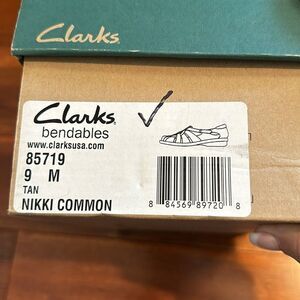 Clarks
Clarks
bendables
www.clarksusa.com
85719
9 M
TAN
NIKKI COMMON
8 84569 89720 8